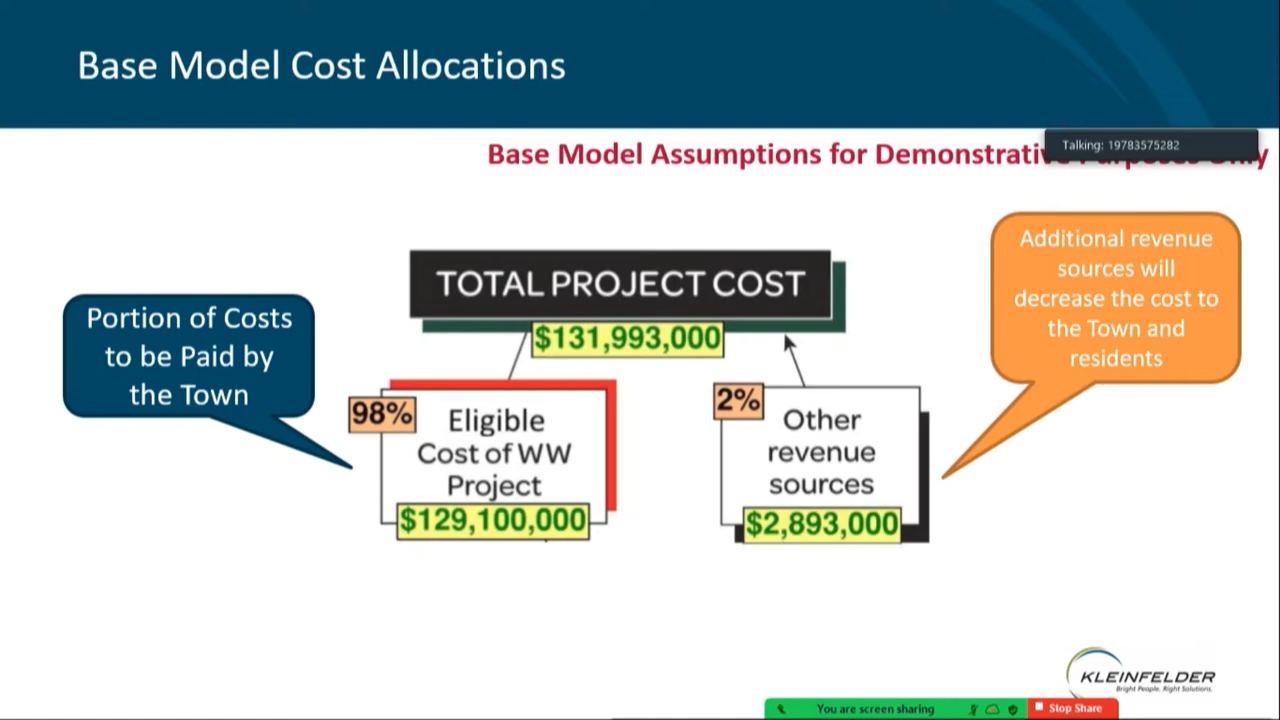 Base Model Cost Allocations
Base Model Assumptions for Demonstrative Only
Talking: 19783575282
Additional revenue
sources will
decrease the cost to
the Town and
residents
TOTAL PROJECT COST
$131,993,000
Portion of Costs
to be Paid by
the Town
98%
Eligible
Cost of WW
Project
$129,100,000
2%
Other
revenue
sources
$2,893,000
KLEINFELDER
Bright People. Right Solutions.
You are screen sharing
Stop Share